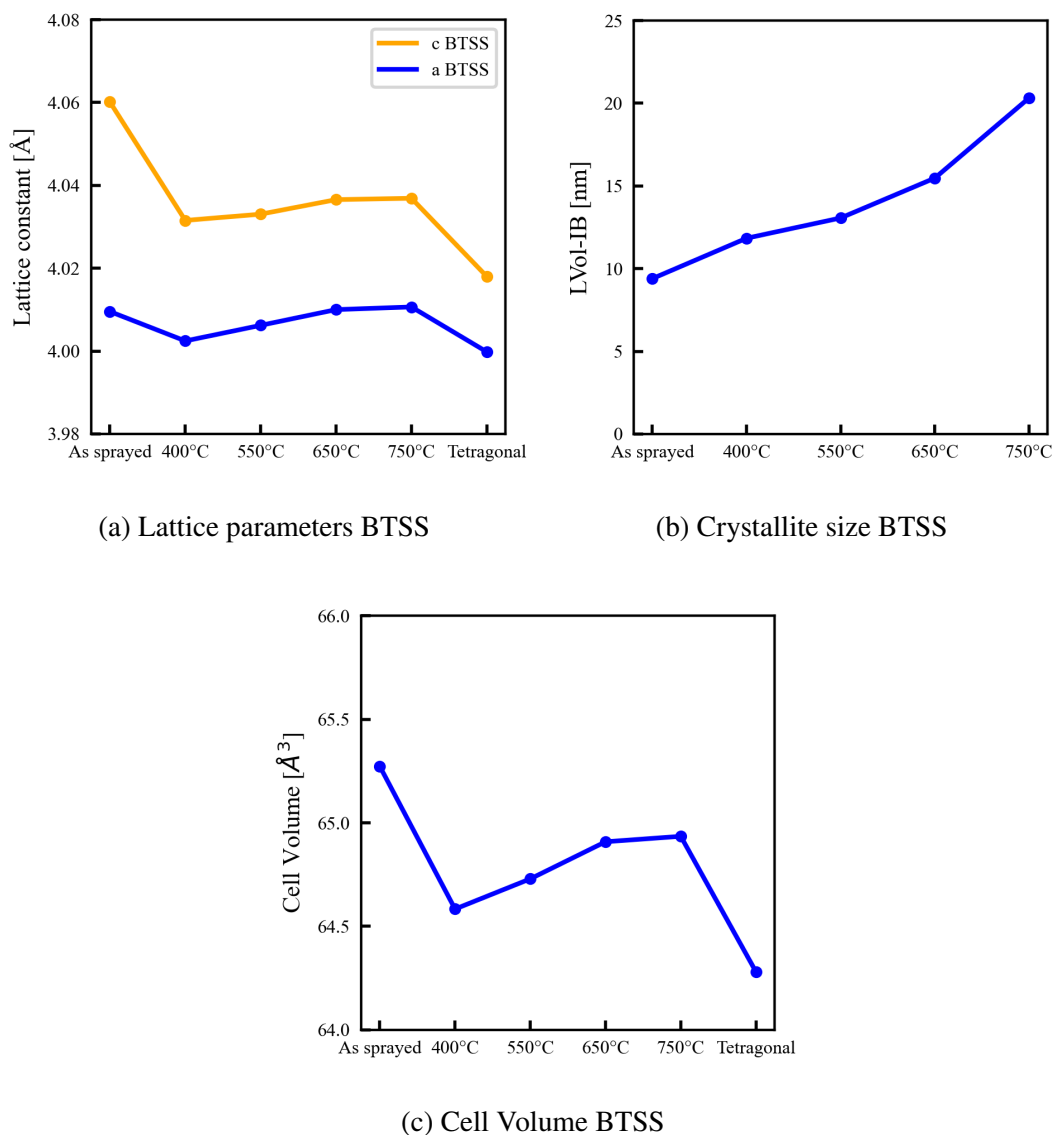 4.08
4.06
4.04
4.02
4.00
3.98
Lattice constant [Å]
c BTSS
a BTSS
As sprayed 400°C 550°C 650°C 750°C Tetragonal
(a) Lattice parameters BTSS
25
20
15
10
5
0
LVol-IB [nm]
As sprayed 400°C 550°C 650°C 750°C
(b) Crystallite size BTSS
66.0
65.5
65.0
64.5
64.0
Cell Volume [Å³]
As sprayed 400°C 550°C 650°C 750°C Tetragonal
(c) Cell Volume BTSS